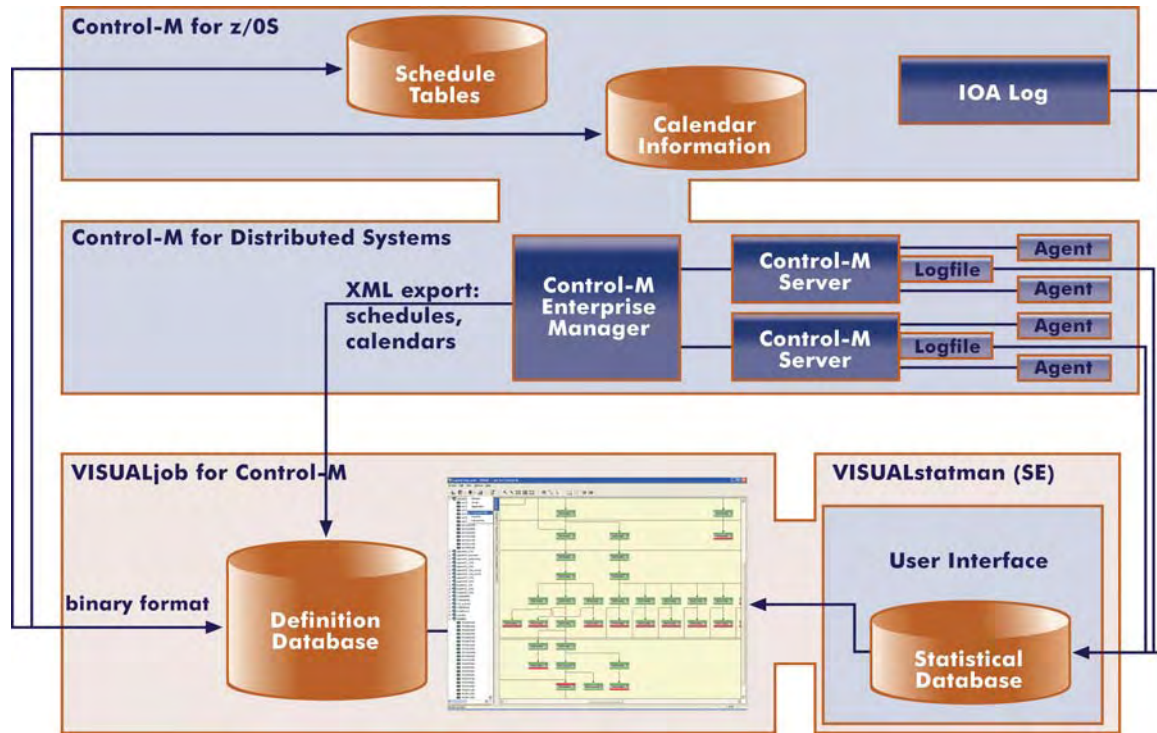 Control-M for z/0S
Schedule
Tables
Calendar
Information
IOA Log
Control-M for Distributed Systems
XML export:
schedules,
calendars
Control-M
Enterprise
Manager
Control-M
Server
Agent
Logfile
Agent
Control-M
Server
Agent
Logfile
Agent
VISUALjob for Control-M
binary format
Definition
Database
VISUALstatman (SE)
User Interface
Statistical
Database